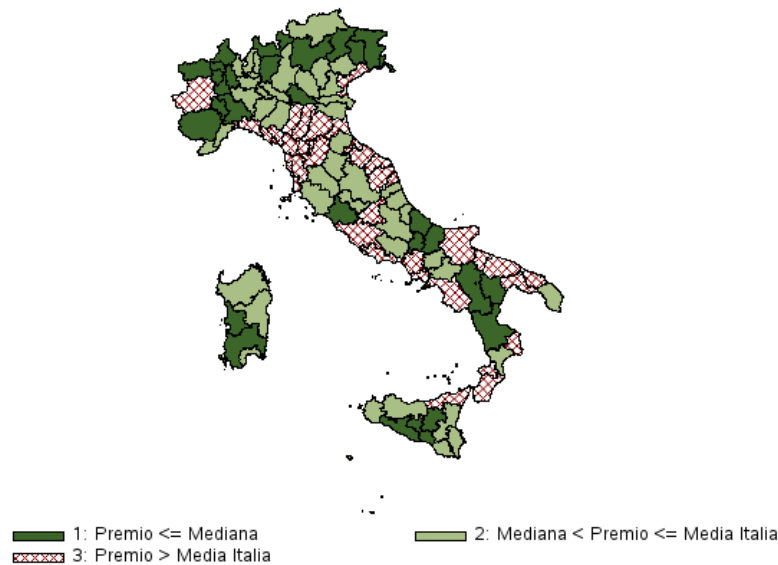 1: Premio <= Mediana
2: Mediana < Premio <= Media Italia
3: Premio > Media Italia